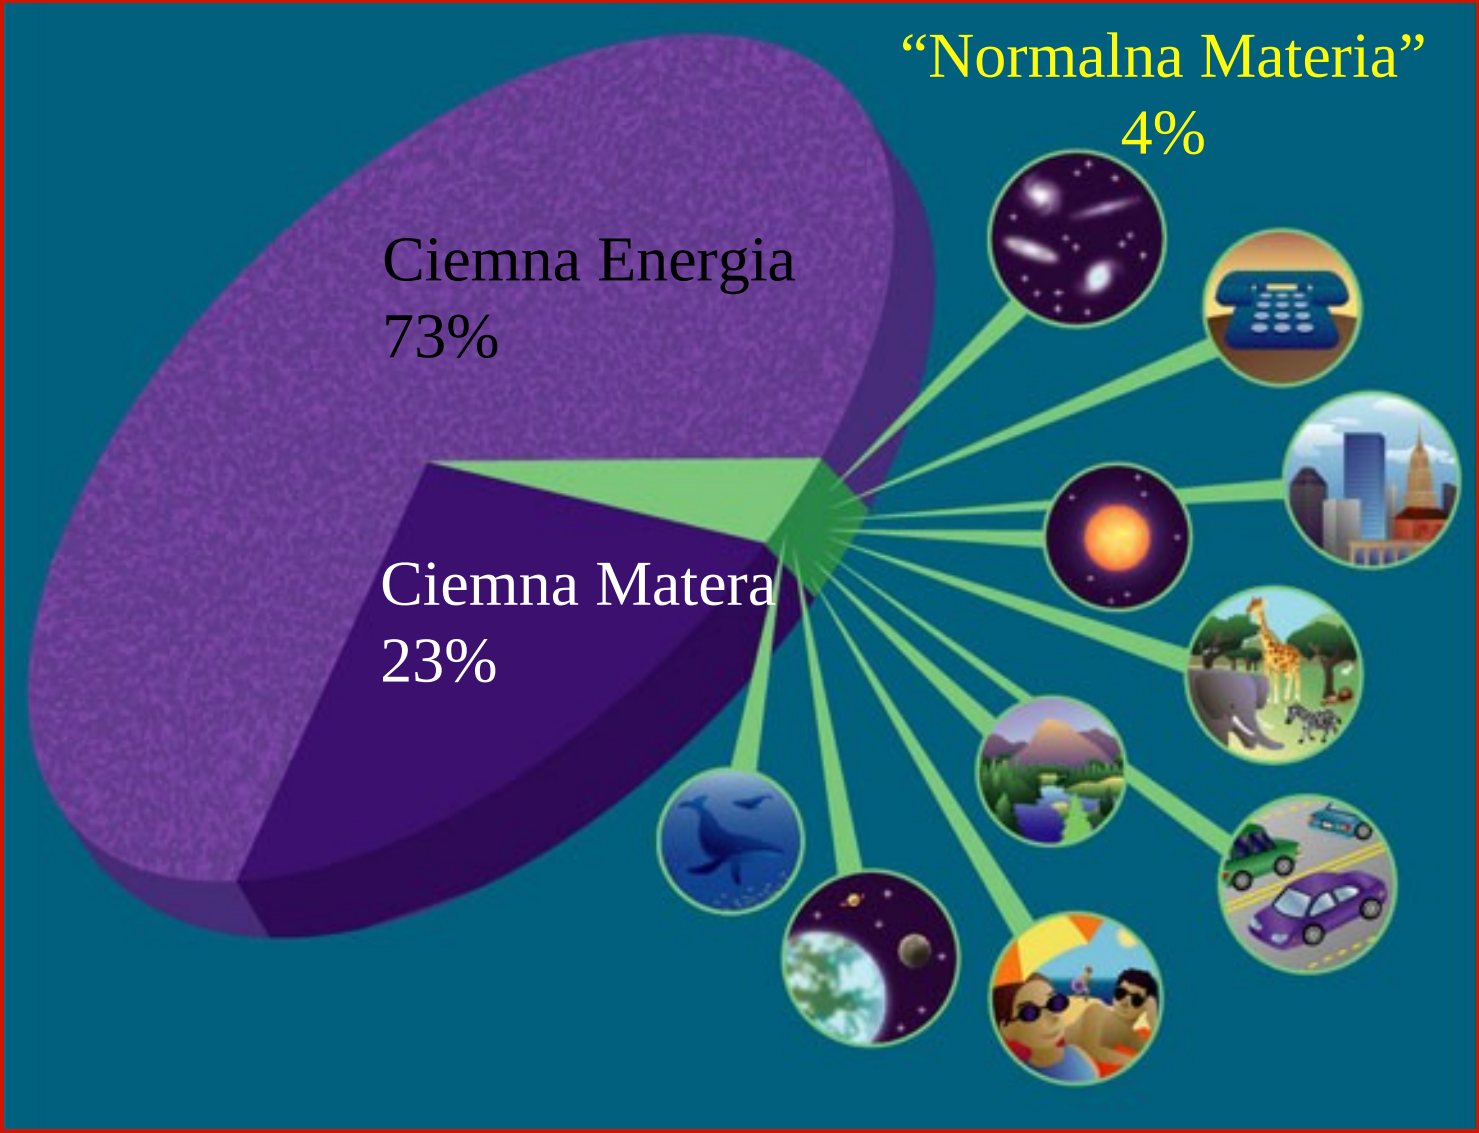 “Normalna Materia”
4%
Ciemna Energia
73%
Ciemna Matera
23%